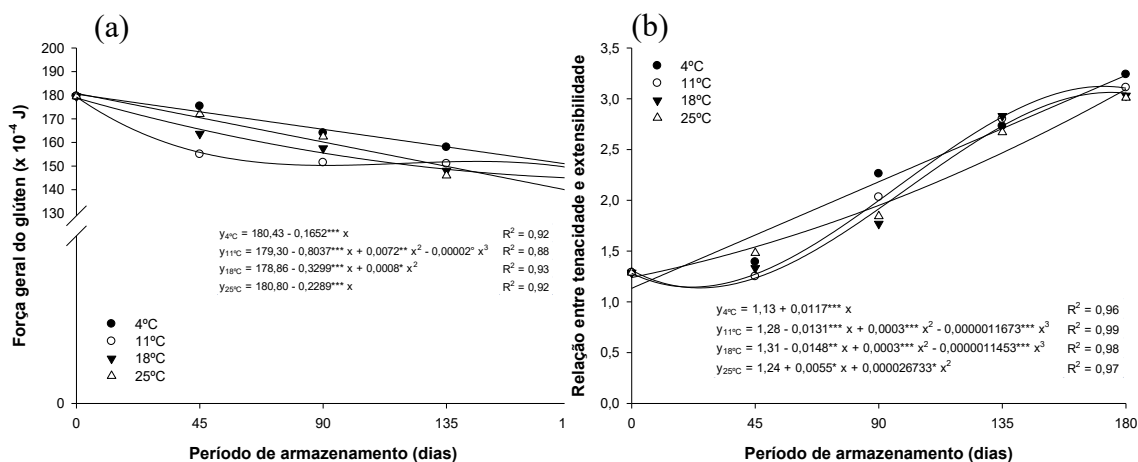 (a)
Força geral do glúten (x 10⁻⁴ J)
200
190
180
170
160
150
140
130
0
y4ºC = 180,43 - 0,1652*** x R² = 0,92
y11ºC = 179,30 - 0,8037*** x + 0,0072** x² - 0,00002° x³ R² = 0,88
y18ºC = 178,86 - 0,3299*** x + 0,0008* x² R² = 0,93
y25ºC = 180,80 - 0,2289*** x R² = 0,92
4ºC
11ºC
18ºC
25ºC
0 45 90 135 1
Período de armazenamento (dias)
(b)
Relação entre tenacidade e extensibilidade
3,5
3,0
2,5
2,0
1,5
1,0
0,5
0,0
4ºC
11ºC
18ºC
25ºC
y4ºC = 1,13 + 0,0117*** x R² = 0,96
y11ºC = 1,28 - 0,0131*** x + 0,0003*** x² - 0,0000011673*** x³ R² = 0,99
y18ºC = 1,31 - 0,0148** x + 0,0003*** x² - 0,0000011453*** x³ R² = 0,98
y25ºC = 1,24 + 0,0055* x + 0,000026733* x² R² = 0,97
0 45 90 135 180
Período de armazenamento (dias)